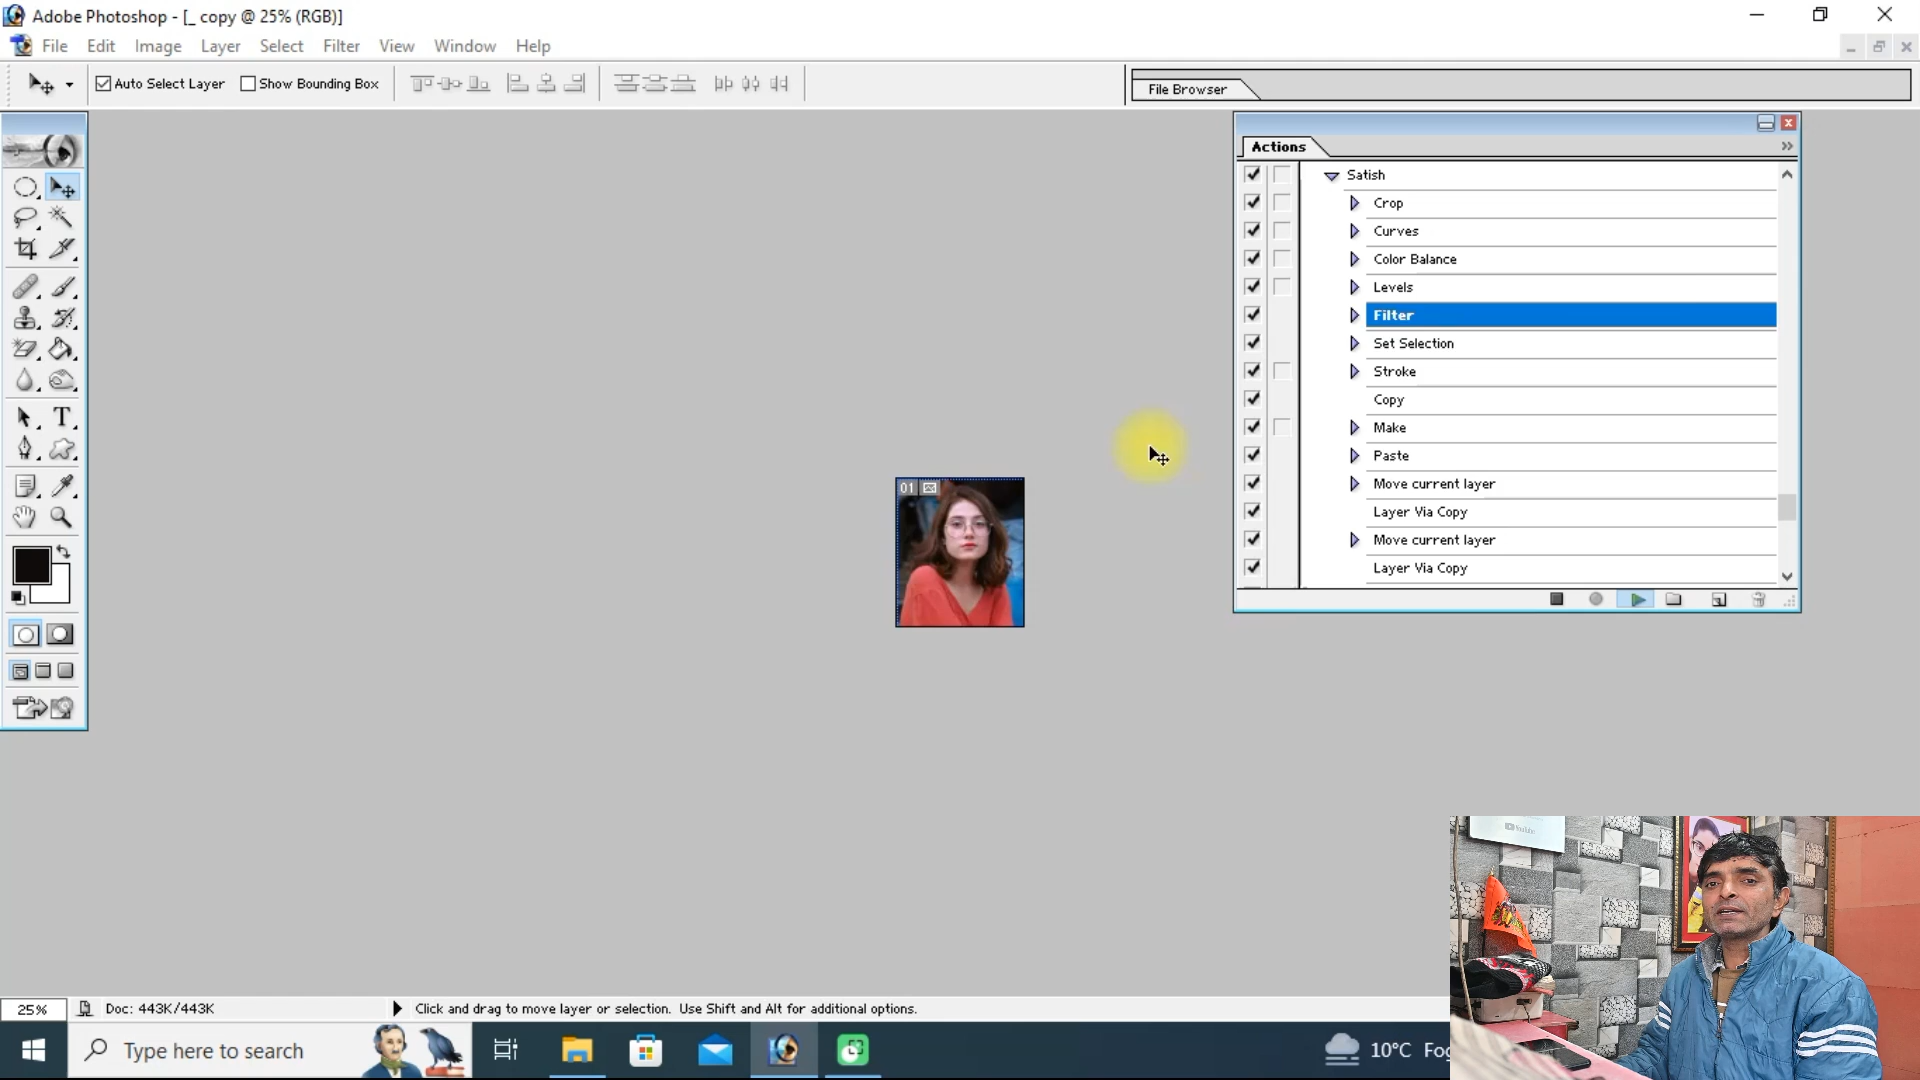 Adobe Photoshop - [_ copy @ 25% (RGB)]
File Edit Image Layer Select Filter View Window Help
Auto Select Layer Show Bounding Box
File Browser
Actions
Satish
Crop
Curves
Color Balance
Levels
Filter
Set Selection
Stroke
Copy
Make
Paste
Move current layer
Layer Via Copy
Move current layer
Layer Via Copy
T
01
YouTube
25% Doc: 443K/443K Click and drag to move layer or selection. Use Shift and Alt for additional options.
Type here to search
10°C Fog